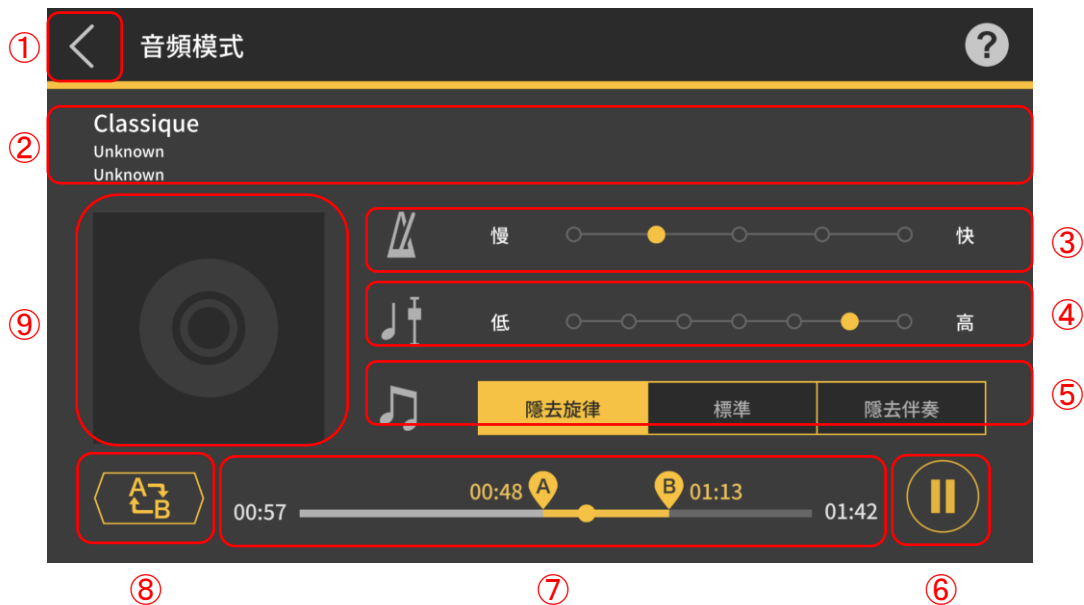 ① 音頻模式 ?
② Classique
Unknown
Unknown
慢 快 ③
⑨ 低 高 ④
隱去旋律 標準 隱去伴奏 ⑤
A B 00:57 00:48 A B 01:13 01:42
⑧ ⑦ ⑥